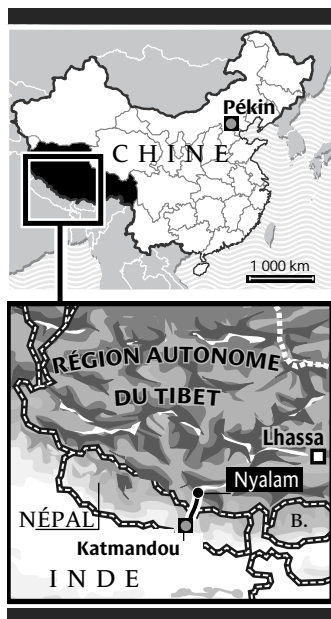 Pékin
CHINE
1 000 km
RÉGION AUTONOME
DU TIBET
Lhassa
Nyalam
NÉPAL
B.
Katmandou
INDE